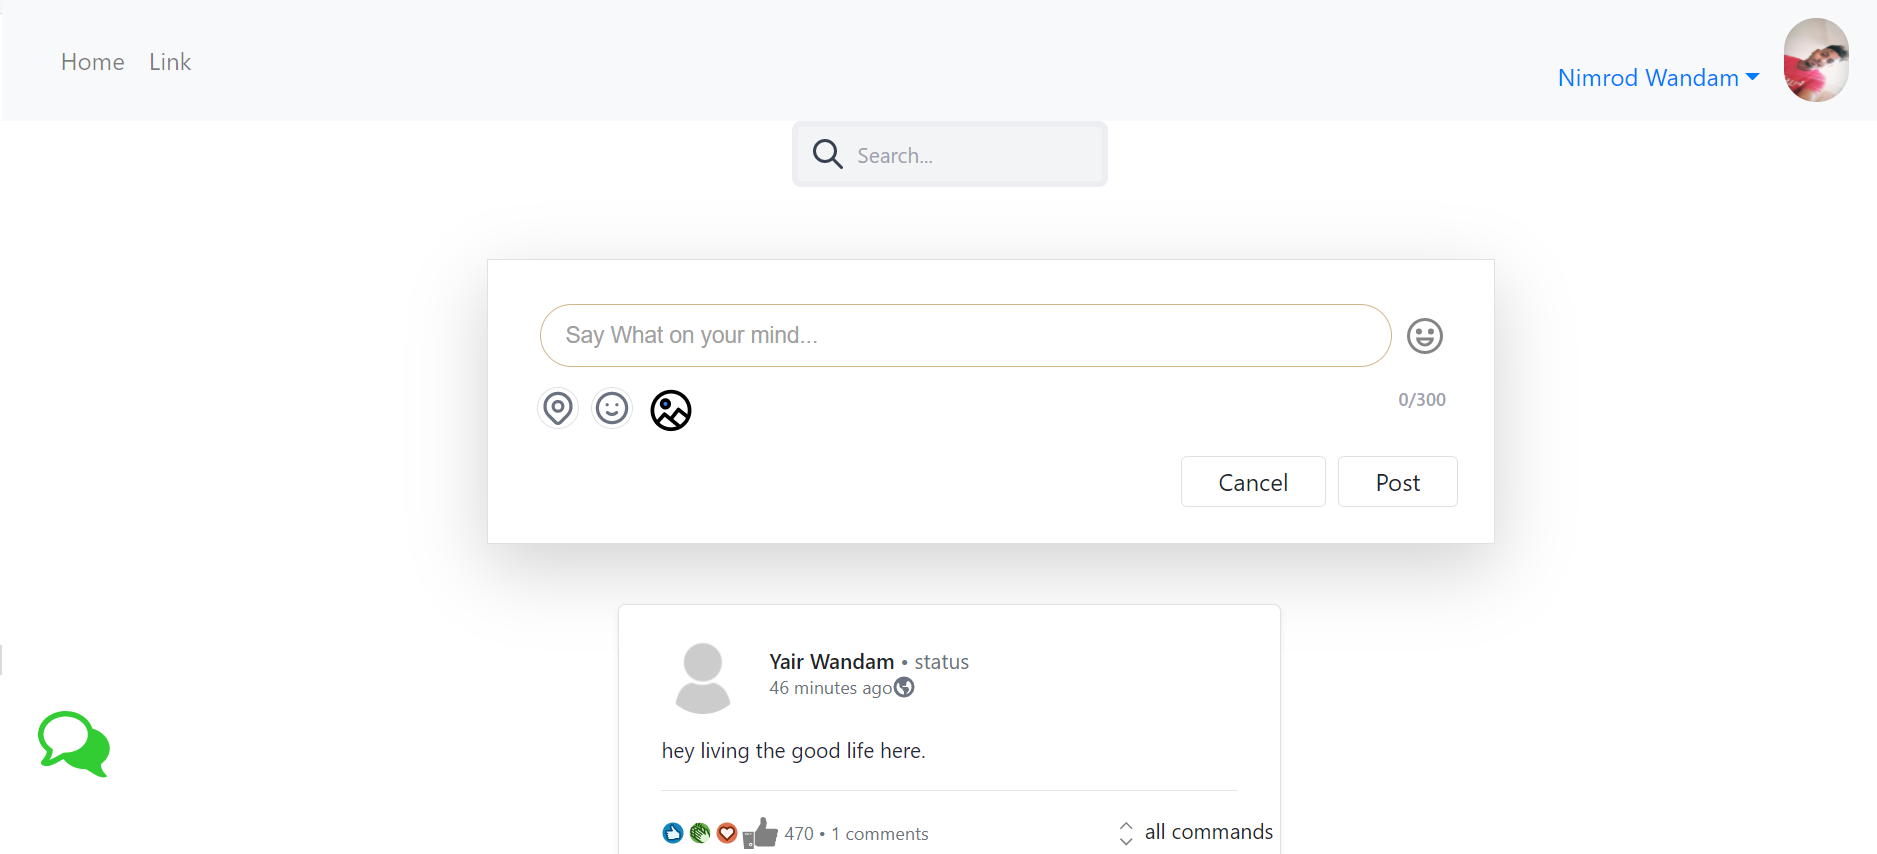 Home Link
Nimrod Wandam
Search...
Say What on your mind...
0/300
Cancel Post
Yair Wandam • status
46 minutes ago
hey living the good life here.
470 • 1 comments all commands